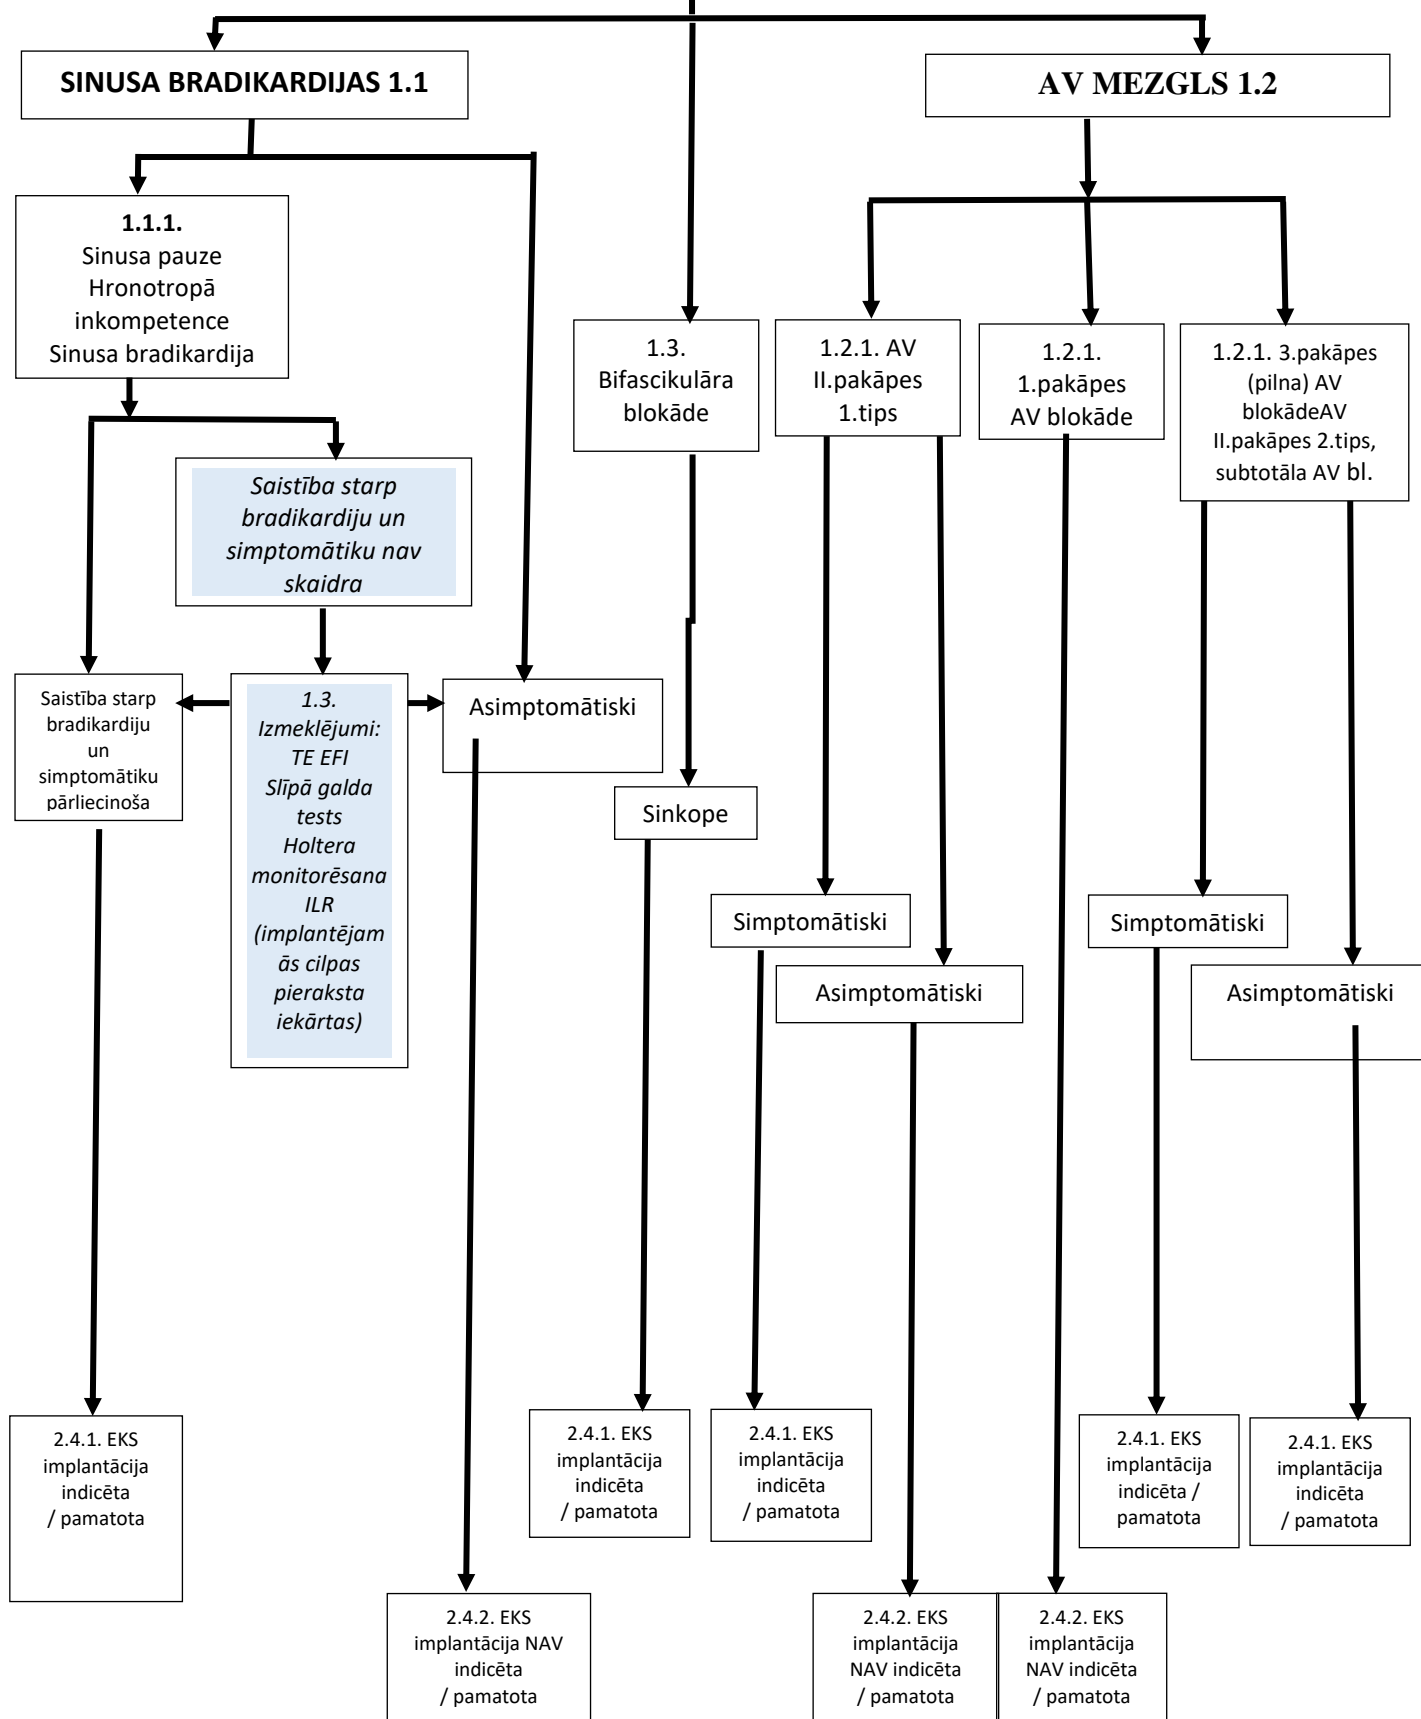 SINUSA BRADIKARDIJAS 1.1
AV MEZGLS 1.2
1.1.1.
Sinusa pauze
Hronotropā
inkompetence
Sinusa bradikardija
1.3.
Bifascikulāra
blokāde
1.2.1. AV
II.pakāpes
1.tips
1.2.1.
1.pakāpes
AV blokāde
1.2.1. 3.pakāpes
(pilna) AV
blokādeAV
II.pakāpes 2.tips,
subtotāla AV bl.
Saistība starp
bradikardiju un
simptomātiku nav
skaidra
Saistība starp
bradikardiju
un
simptomātiku
pārliecinoša
1.3.
Izmeklējumi:
TE EFI
Slīpā galda
tests
Holtera
monitorēsana
ILR
(implantējam
ās cilpas
pieraksta
iekārtas)
Asimptomātiski
Sinkope
Simptomātiski
Asimptomātiski
Simptomātiski
Asimptomātiski
2.4.1. EKS
implantācija
indicēta
/ pamatota
2.4.1. EKS
implantācija
indicēta
/ pamatota
2.4.1. EKS
implantācija
indicēta
/ pamatota
2.4.1. EKS
implantācija
indicēta /
pamatota
2.4.1. EKS
implantācija
indicēta
/ pamatota
2.4.2. EKS
implantācija NAV
indicēta
/ pamatota
2.4.2. EKS
implantācija
NAV indicēta
/ pamatota
2.4.2. EKS
implantācija
NAV indicēta
/ pamatota